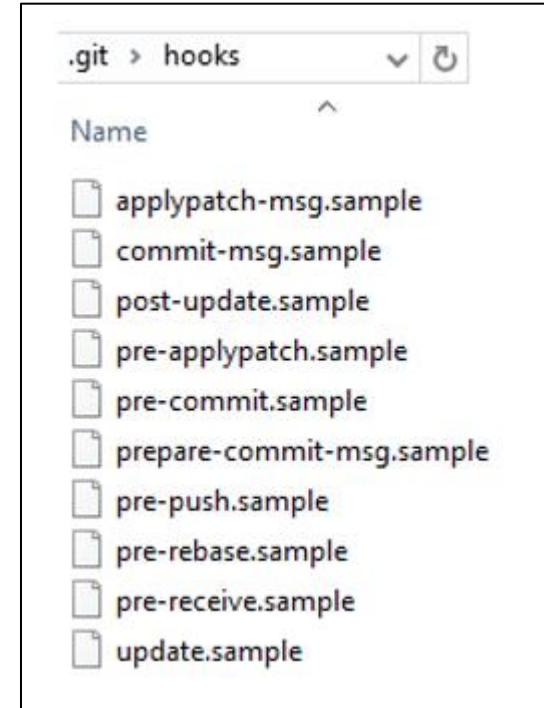 .git > hooks
Name
applypatch-msg.sample
commit-msg.sample
post-update.sample
pre-applypatch.sample
pre-commit.sample
prepare-commit-msg.sample
pre-push.sample
pre-rebase.sample
pre-receive.sample
update.sample